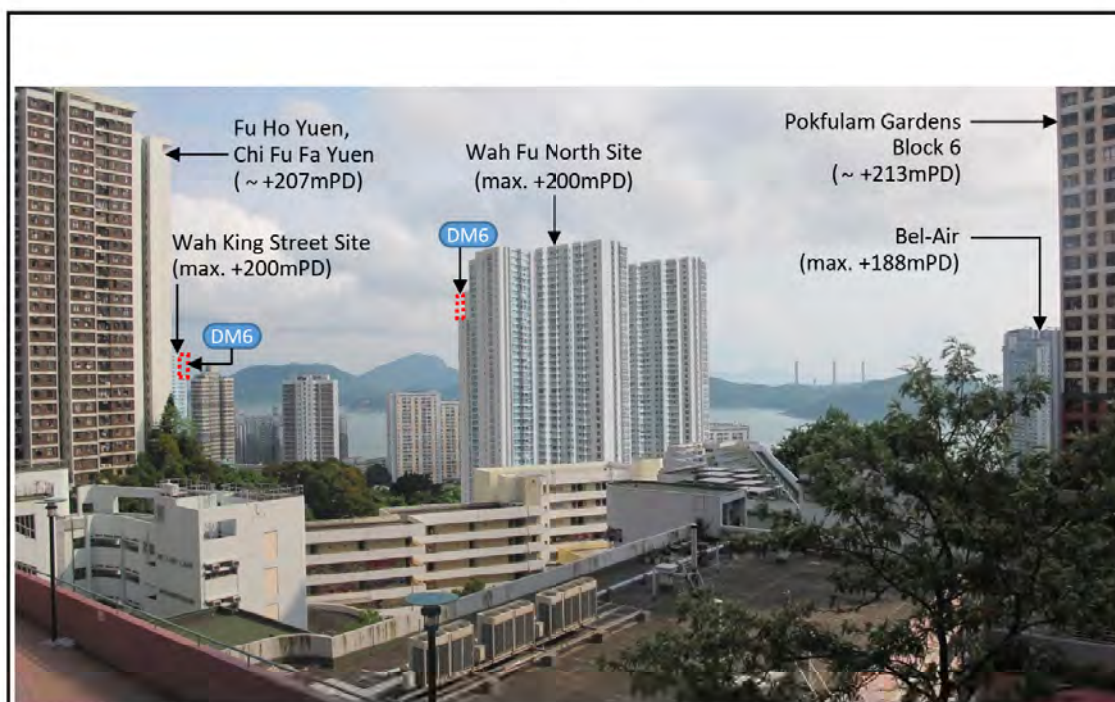 Fu Ho Yuen,
Chi Fu Fa Yuen
( ~ +207mPD)
Wah King Street Site
(max. +200mPD)
DM6
DM6
Wah Fu North Site
(max. +200mPD)
Pokfulam Gardens
Block 6
(~ +213mPD)
Bel-Air
(max. +188mPD)